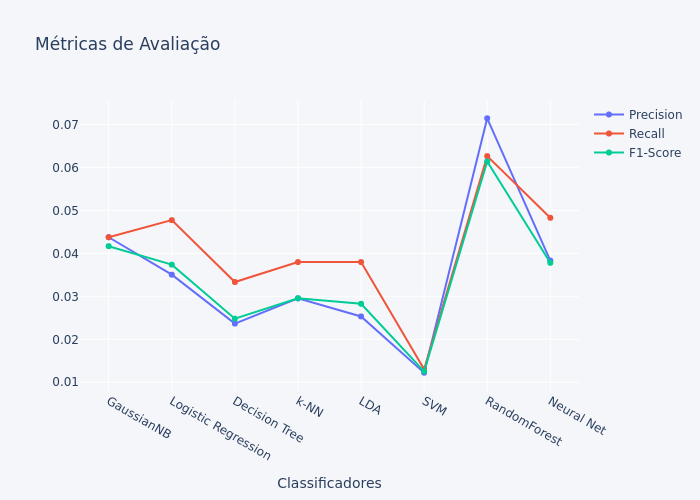 Métricas de Avaliação
Precision
Recall
F1-Score
0.07
0.06
0.05
0.04
0.03
0.02
0.01
GaussianNB
Logistic Regression
Decision Tree
k-NN
LDA
SVM
RandomForest
Neural Net
Classificadores